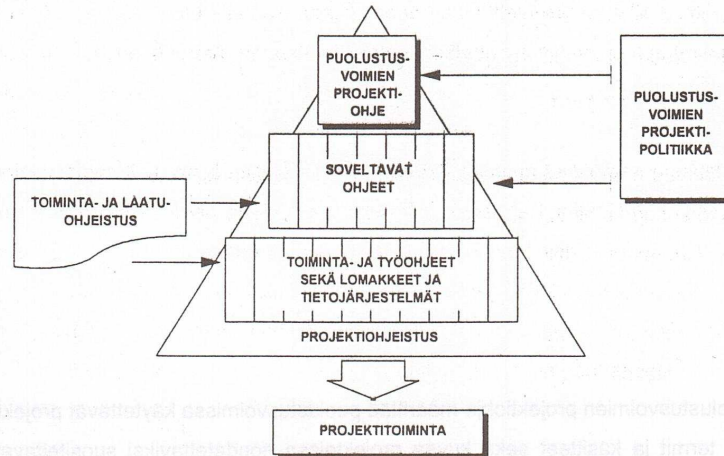 PUOLUSTUS-
VOIMIEN
PROJEKTI-
OHJE
PUOLUSTUS-
VOIMIEN
PROJEKTI-
POLITIIKKA
SOVELTAVAT
OHJEET
TOIMINTA- JA LAATU-
OHJEISTUS
TOIMINTA- JA TYÖOHJEET
SEKÄ LOMAKKEET JA
TIETOJÄRJESTELMÄT
PROJEKTIOHJEISTUS
PROJEKTITOIMINTA